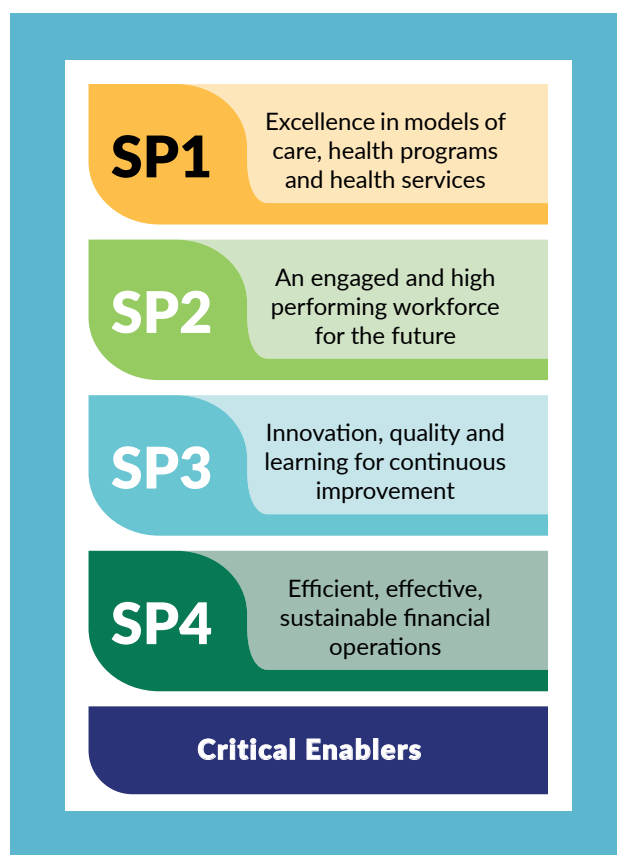 SP1
Excellence in models of
care, health programs
and health services
SP2
An engaged and high
performing workforce
for the future
SP3
Innovation, quality and
learning for continuous
improvement
SP4
Efficient, effective,
sustainable financial
operations
Critical Enablers